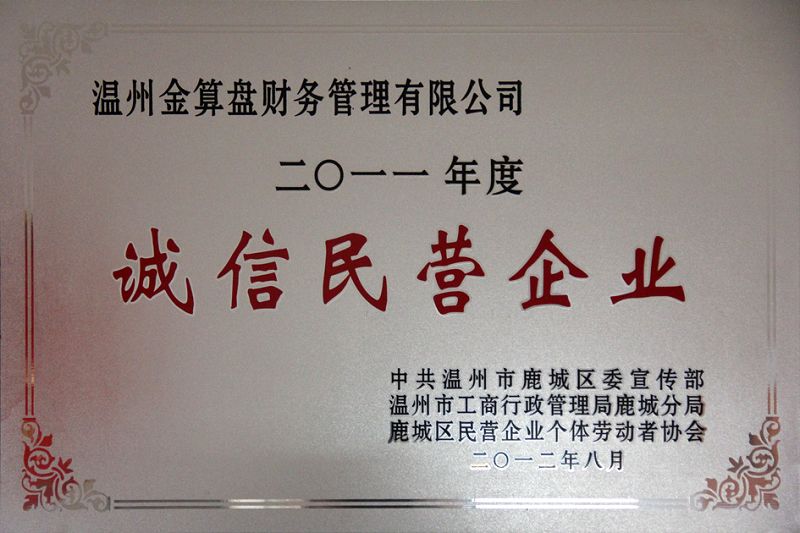 温州金算盘财务管理有限公司
二〇一一年度
诚信民营企业
中共温州市鹿城区委宣传部
温州市工商行政管理局鹿城分局
鹿城区民营企业个体劳动者协会
二〇一二年八月